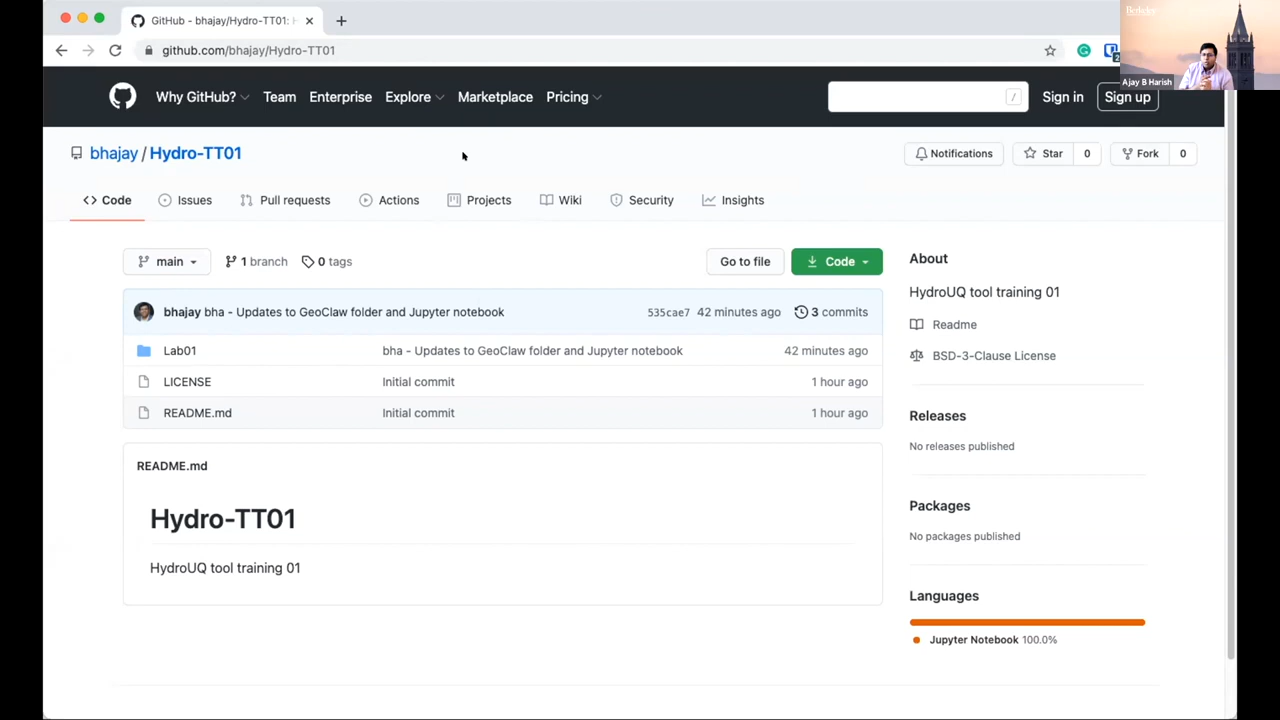 GitHub - bhajay/Hydro-TT01: H
github.com/bhajay/Hydro-TT01
2
Berkeley
Ajay B Harish
Why GitHub? Team Enterprise Explore Marketplace Pricing / Sign in Sign up
bhajay / Hydro-TT01
Notifications Star 0 Fork 0
Code Issues Pull requests Actions Projects Wiki Security Insights
main 1 branch 0 tags Go to file Code
bhajay bha - Updates to GeoClaw folder and Jupyter notebook 535cae7 42 minutes ago 3 commits
Lab01 bha - Updates to GeoClaw folder and Jupyter notebook 42 minutes ago
LICENSE Initial commit 1 hour ago
README.md Initial commit 1 hour ago
README.md
Hydro-TT01
HydroUQ tool training 01
About
HydroUQ tool training 01
Readme
BSD-3-Clause License
Releases
No releases published
Packages
No packages published
Languages
Jupyter Notebook 100.0%